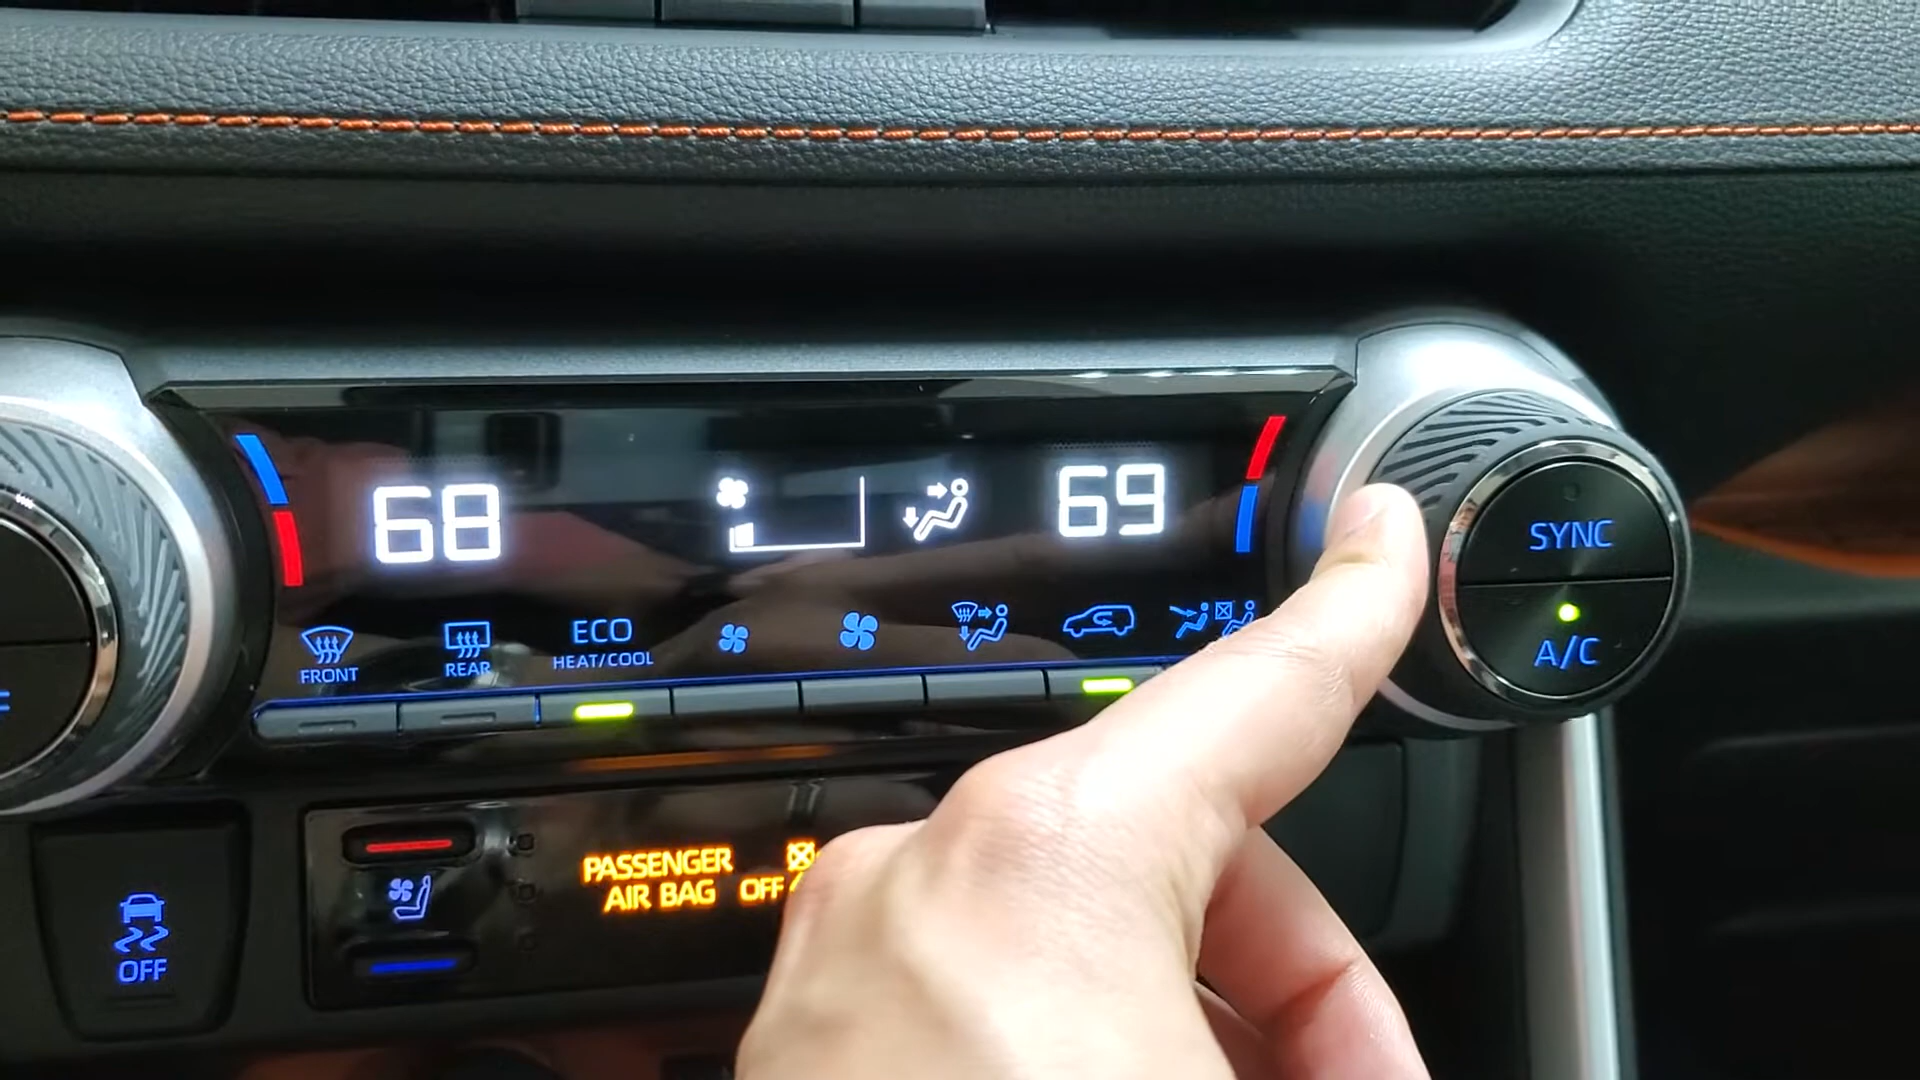 68
69
SYNC
A/C
FRONT
REAR
ECO
HEAT/COOL
PASSENGER
AIR BAG OFF
OFF